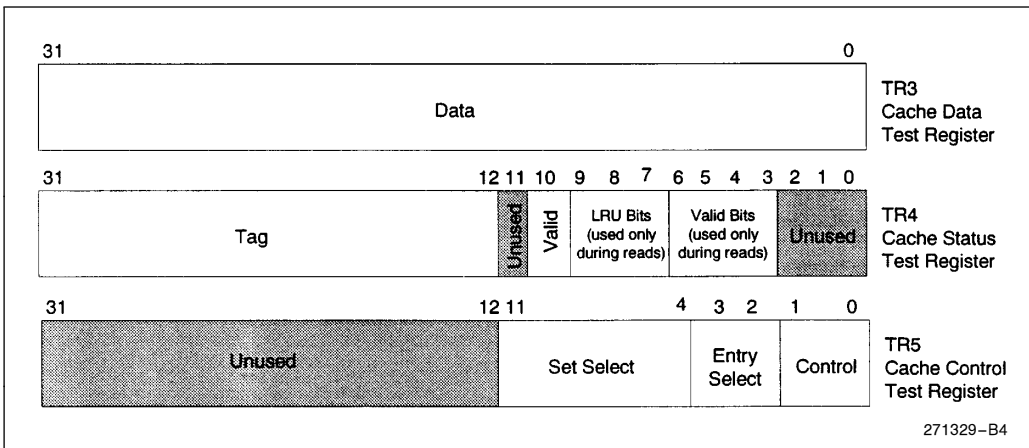 31 0
Data
TR3
Cache Data
Test Register
31 12 11 10 9 8 7 6 5 4 3 2 1 0
Tag
Unused
Valid
LRU Bits
(used only
during reads)
Valid Bits
(used only
during reads)
Unused
TR4
Cache Status
Test Register
31 12 11 4 3 2 1 0
Unused
Set Select
Entry
Select
Control
TR5
Cache Control
Test Register
271329–B4